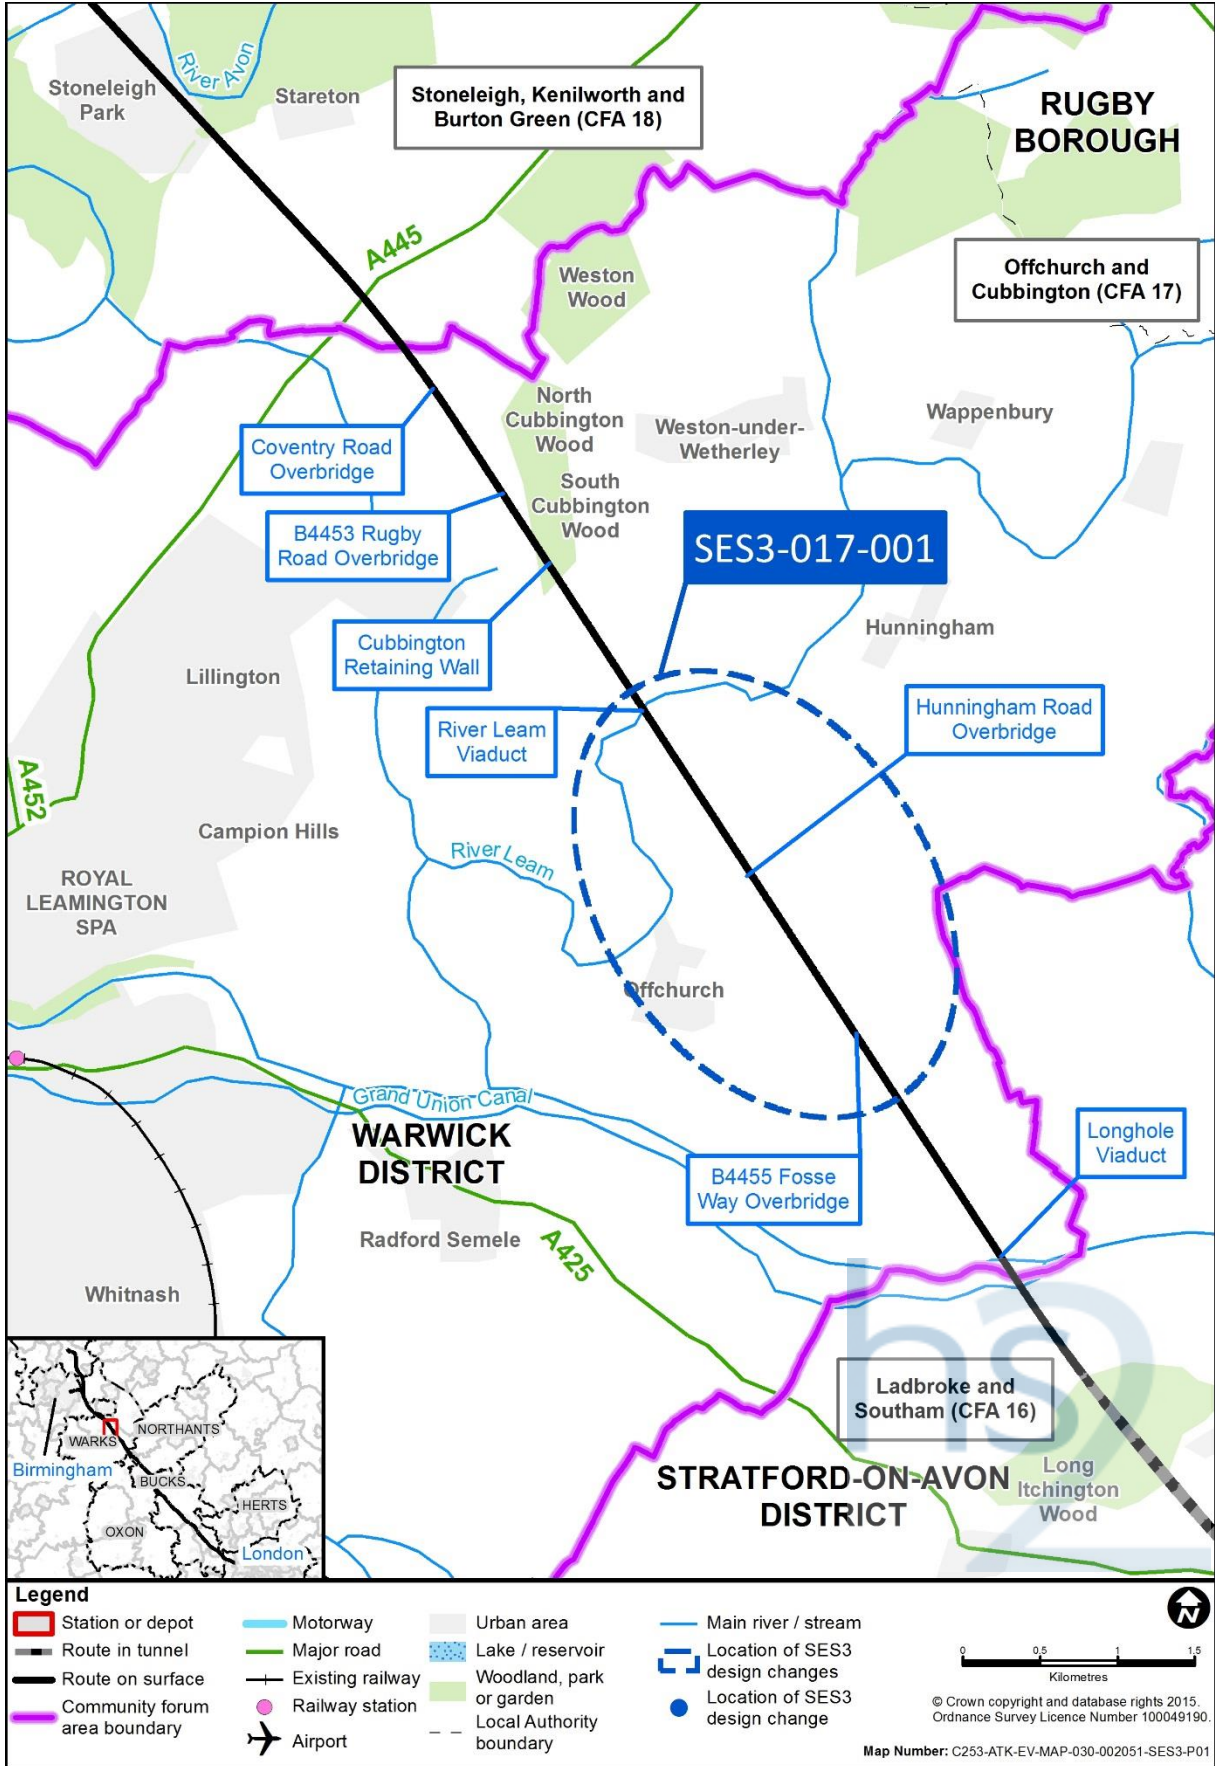 River Avon
Stoneleigh
Park
Stareton
Stoneleigh, Kenilworth and
Burton Green (CFA 18)
RUGBY
BOROUGH
A445
Weston
Wood
Offchurch and
Cubbington (CFA 17)
North
Cubbington
Wood
Weston-under-
Wetherley
Wappenbury
Coventry Road
Overbridge
South
Cubbington
Wood
B4453 Rugby
Road Overbridge
SES3-017-001
Hunningham
Cubbington
Retaining Wall
Lillington
River Leam
Viaduct
Hunningham Road
Overbridge
A452
Campion Hills
River Leam
ROYAL
LEAMINGTON
SPA
Offchurch
Grand Union Canal
WARWICK
DISTRICT
Longhole
Viaduct
B4455 Fosse
Way Overbridge
Radford Semele
A425
Whitnash
hs2
Ladbroke and
Southam (CFA 16)
STRATFORD-ON-AVON
DISTRICT
Long
Itchington
Wood
NORTHANTS
WARKS
Birmingham
BUCKS
HERTS
OXON
London
Legend
Station or depot
Route in tunnel
Route on surface
Community forum
area boundary
Motorway
Major road
Existing railway
Railway station
Airport
Urban area
Lake / reservoir
Woodland, park
or garden
Local Authority
boundary
Main river / stream
Location of SES3
design changes
Location of SES3
design change
N
0 0.5 1 1.5
Kilometres
© Crown copyright and database rights 2015.
Ordnance Survey Licence Number 100049190.
Map Number: C253-ATK-EV-MAP-030-002051-SES3-P01